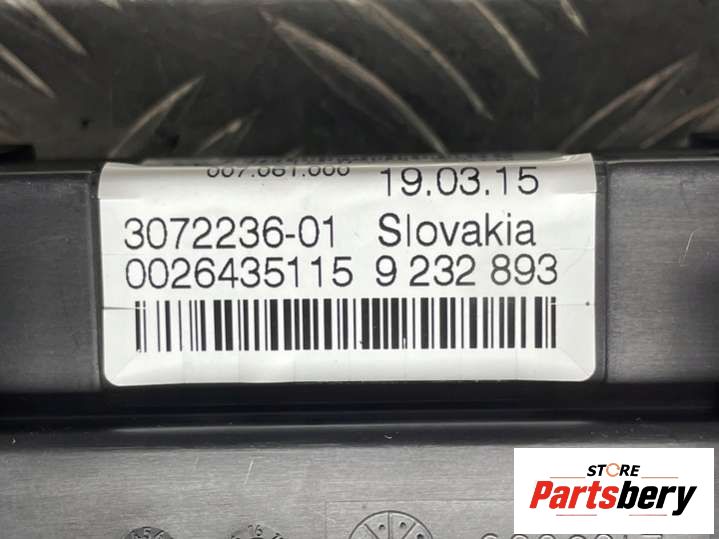 19.03.15
3072236-01 Slovakia
0026435115 9 232 893
STORE
Partsbery